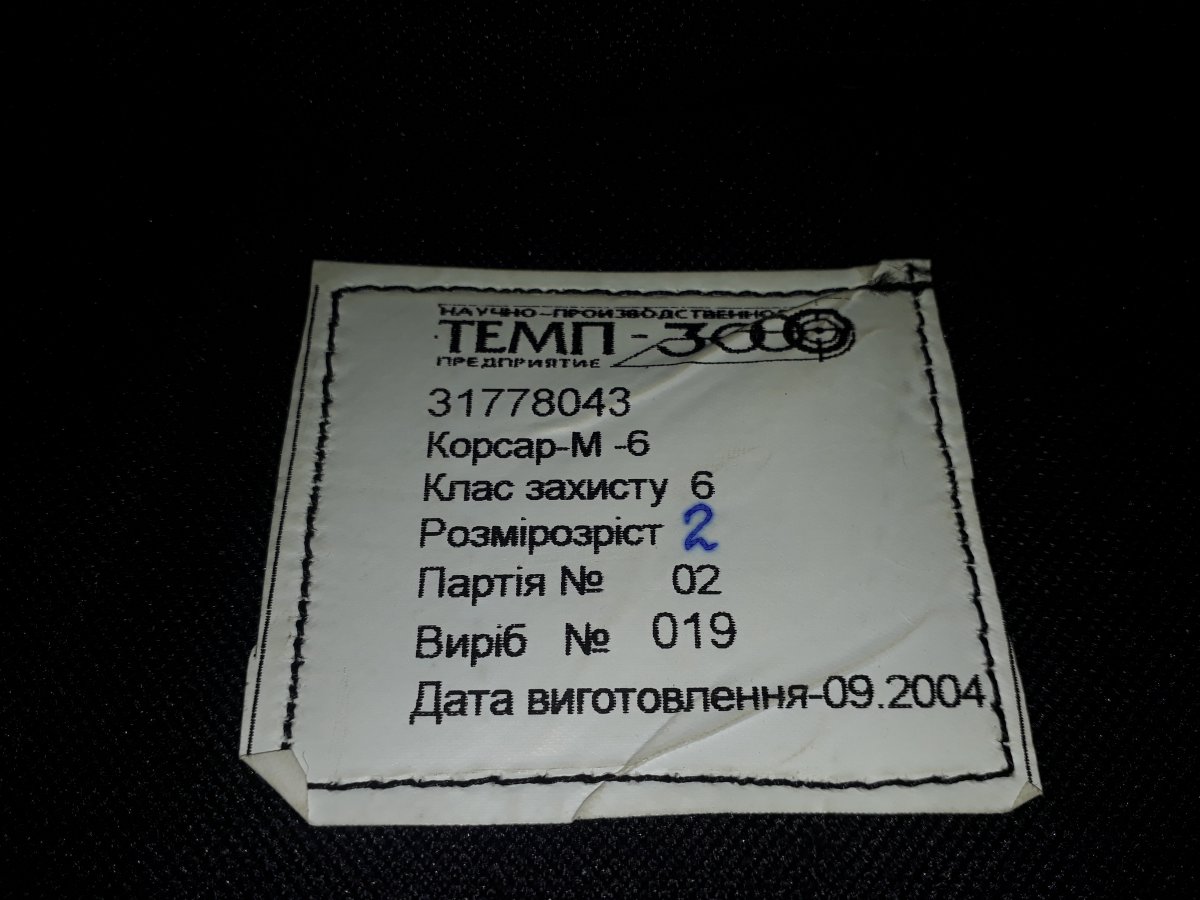 НАУЧНО-ПРОИЗВОДСТВЕННОЕ
ТЕМП-3000
ПРЕДПРИЯТИЕ
31778043
Корсар-М -6
Клас захисту 6
Розмірозріст 2
Партія № 02
Виріб № 019
Дата виготовлення-09.2004